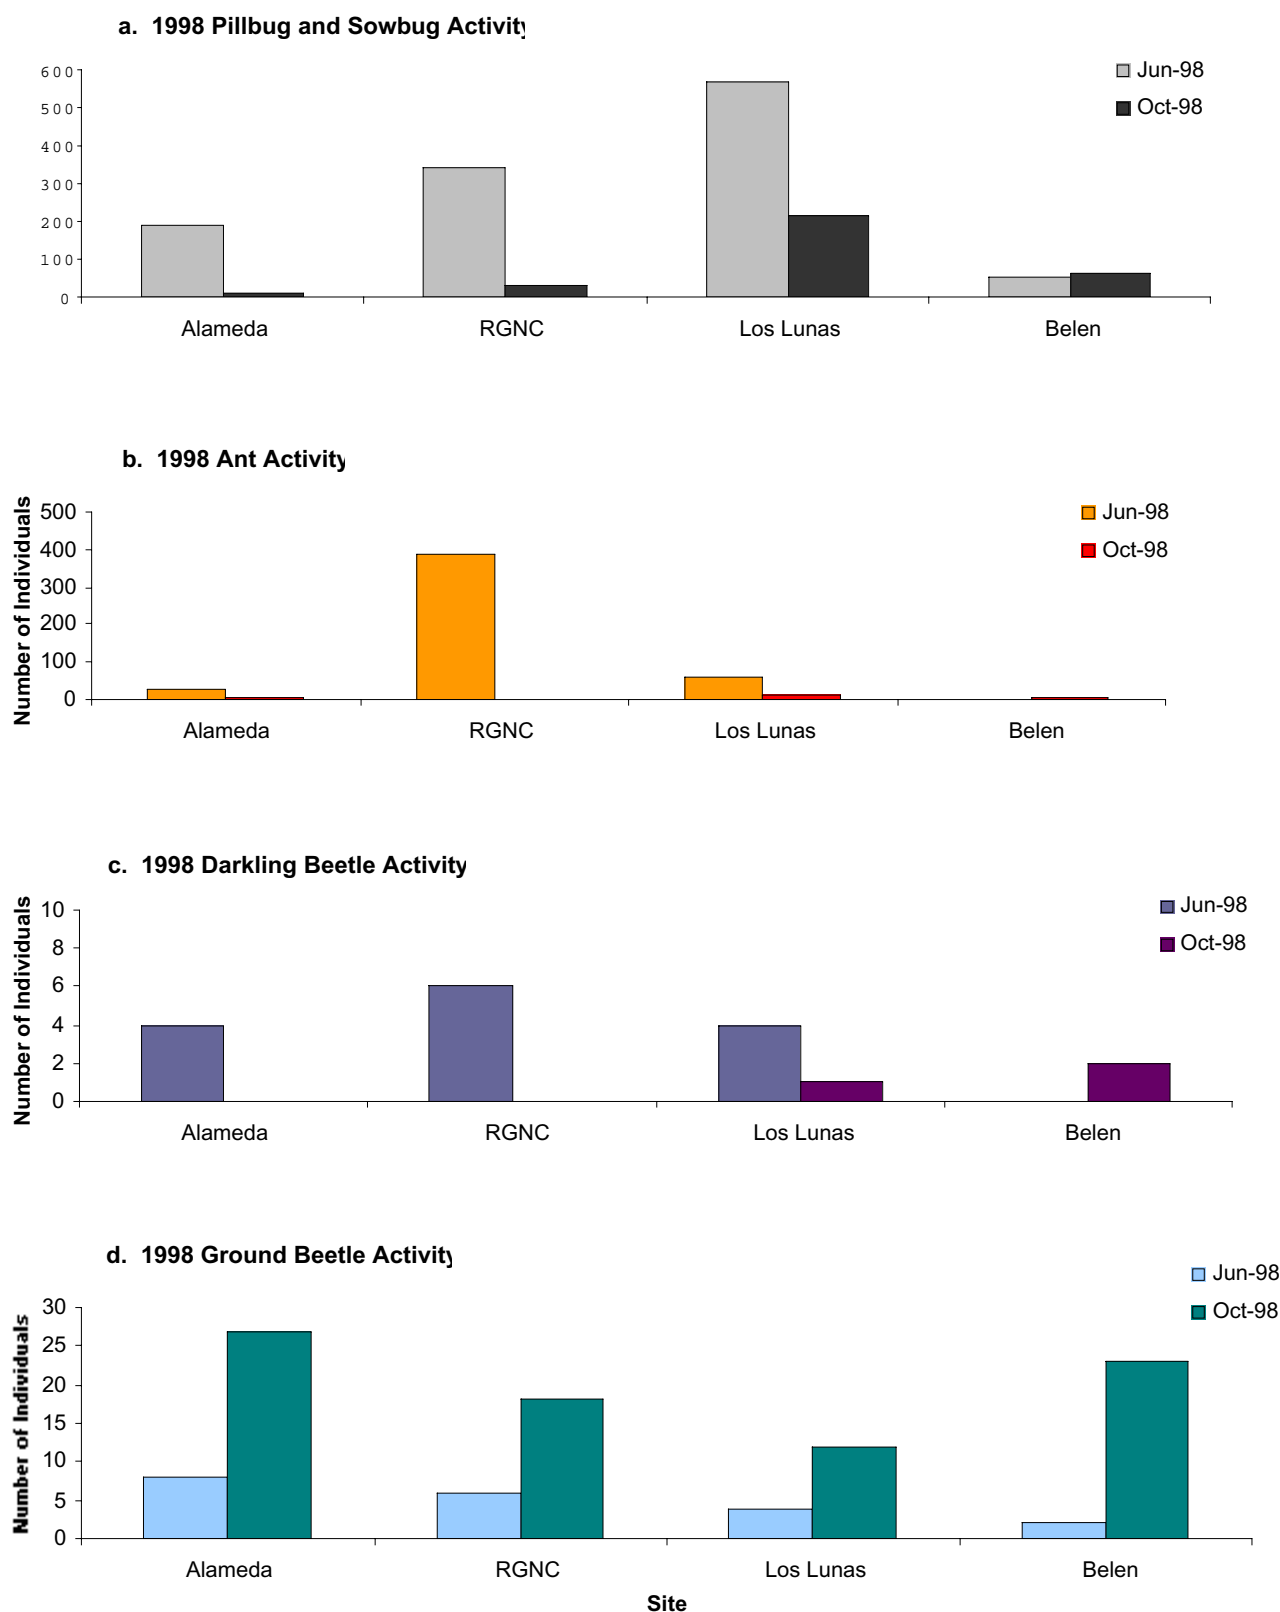 a. 1998 Pillbug and Sowbug Activity
Jun-98
Oct-98
600
500
400
300
200
100
0
Alameda RGNC Los Lunas Belen
b. 1998 Ant Activity
Number of Individuals
Jun-98
Oct-98
500
400
300
200
100
0
Alameda RGNC Los Lunas Belen
c. 1998 Darkling Beetle Activity
Number of Individuals
Jun-98
Oct-98
10
8
6
4
2
0
Alameda RGNC Los Lunas Belen
d. 1998 Ground Beetle Activity
Number of Individuals
Jun-98
Oct-98
30
25
20
15
10
5
0
Alameda RGNC Los Lunas Belen
Site